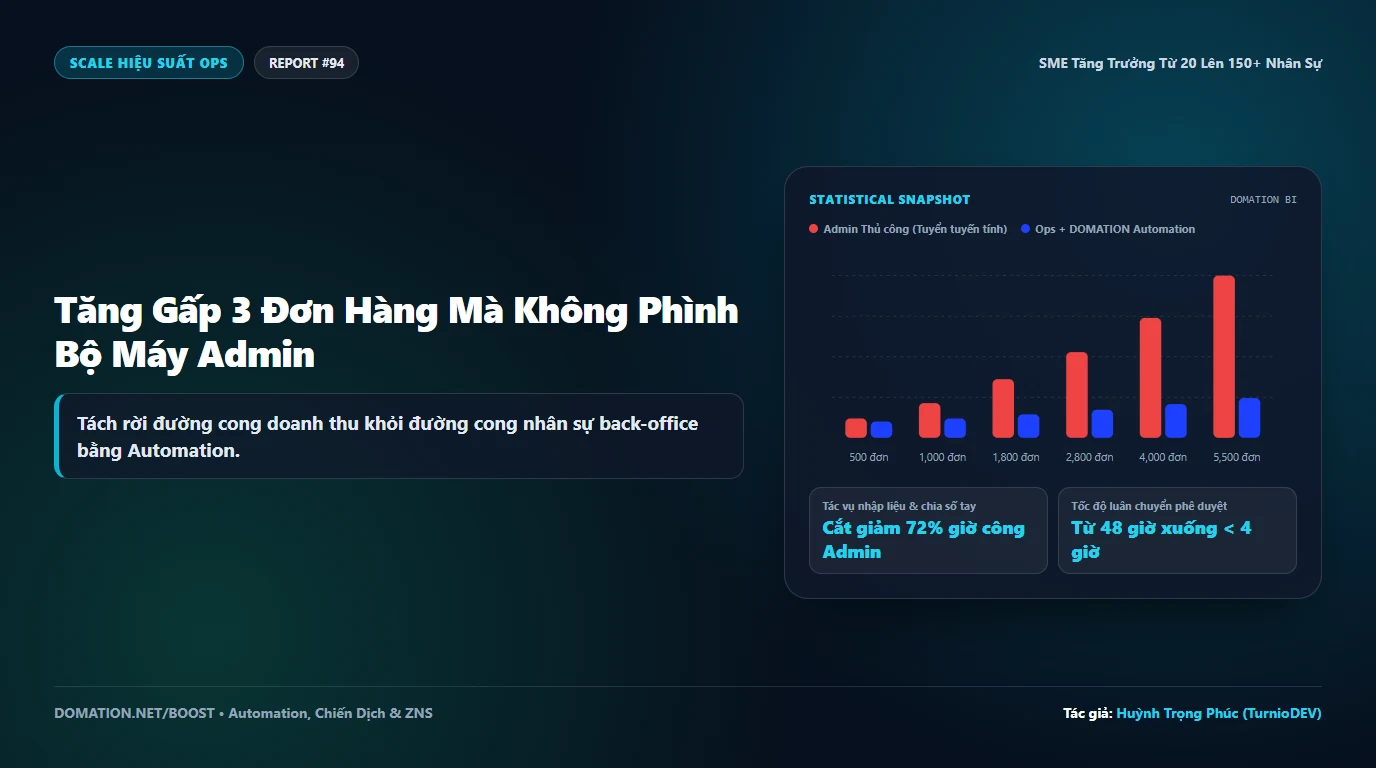 SCALE HIỆU SUẤT OPS
REPORT #94
SME Tăng Trưởng Từ 20 Lên 150+ Nhân Sự
Tăng Gấp 3 Đơn Hàng Mà Không Phình
Bộ Máy Admin
Tách rời đường cong doanh thu khỏi đường cong nhân sự back-office
bằng Automation.
STATISTICAL SNAPSHOT
DOMATION BI
Admin Thủ công (Tuyển tuyến tính)
Ops + DOMATION Automation
500 đơn
1,000 đơn
1,800 đơn
2,800 đơn
4,000 đơn
5,500 đơn
Tác vụ nhập liệu & chia số tay
Cắt giảm 72% giờ công
Admin
Tốc độ luân chuyển phê duyệt
Từ 48 giờ xuống < 4
giờ
DOMATION.NET/BOOST • Automation, Chiến Dịch & ZNS
Tác giả: Huỳnh Trọng Phúc (TurnioDEV)